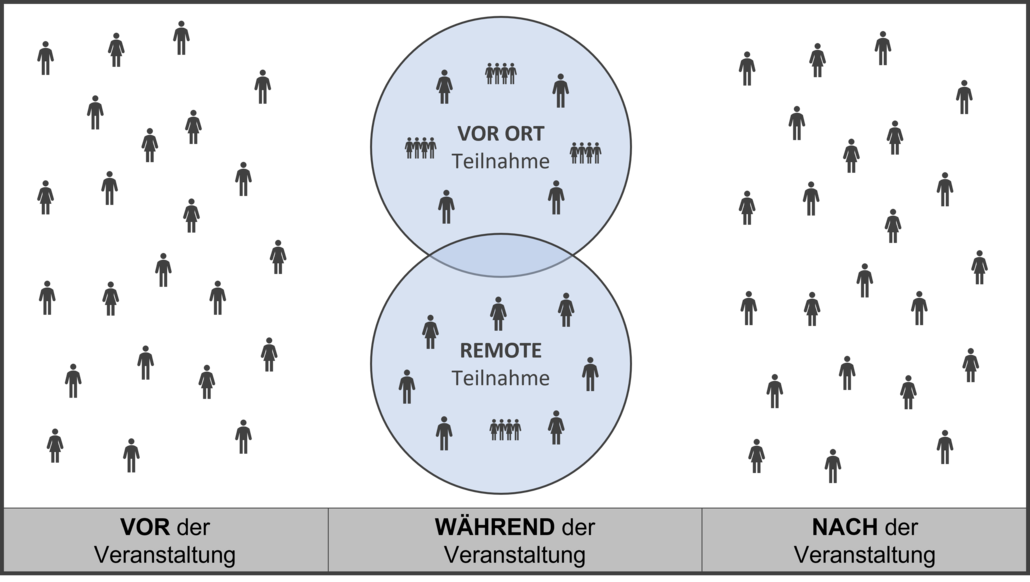 VOR ORT
Teilnahme
REMOTE
Teilnahme
VOR der
Veranstaltung
WÄHREND der
Veranstaltung
NACH der
Veranstaltung